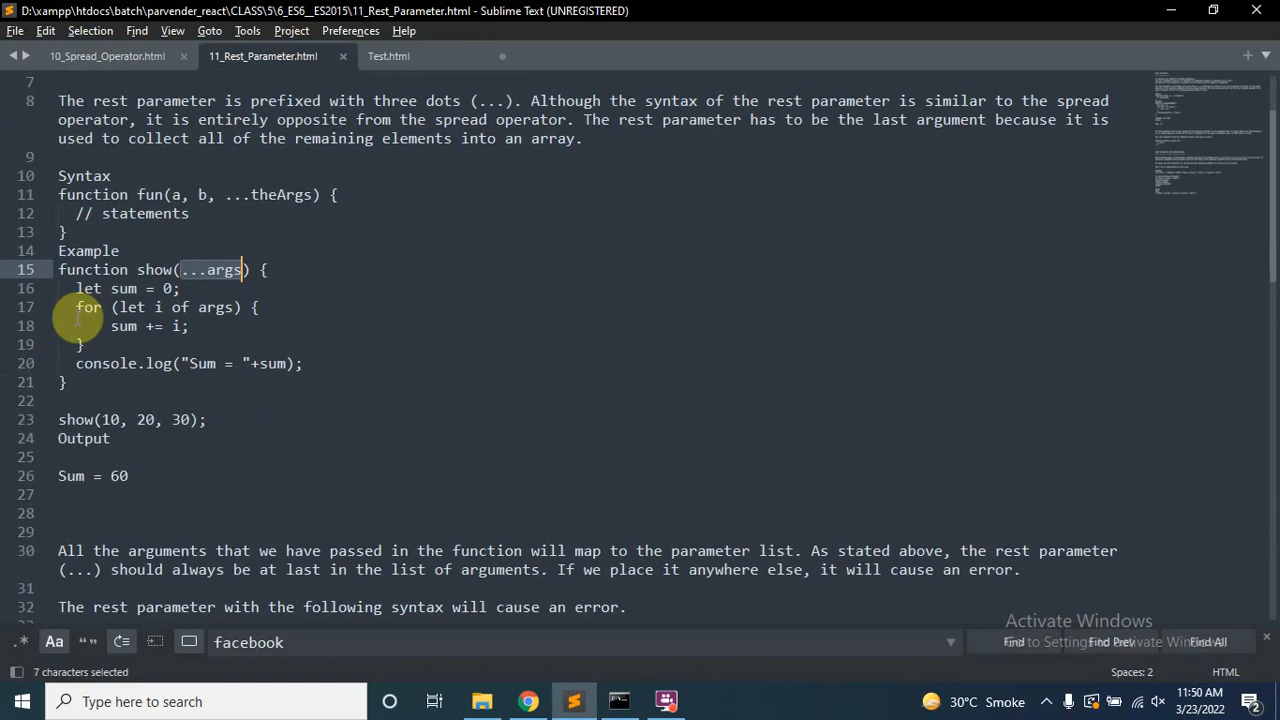 D:\xampp\htdocs\batch\parvender_react\CLASS\5\6_ES6__ES2015\11_Rest_Parameter.html - Sublime Text (UNREGISTERED)
File Edit Selection Find View Goto Tools Project Preferences Help
10_Spread_Operator.html 11_Rest_Parameter.html Test.html
7
8 The rest parameter is prefixed with three dots (...). Although the syntax of the rest parameter is similar to the spread
operator, it is entirely opposite from the spread operator. The rest parameter has to be the last argument because it is
used to collect all of the remaining elements into an array.
9
10 Syntax
11 function fun(a, b, ...theArgs) {
12 // statements
13 }
14 Example
15 function show(...args) {
16 let sum = 0;
17 for (let i of args) {
18 sum += i;
19 }
20 console.log("Sum = "+sum);
21 }
22
23 show(10, 20, 30);
24 Output
25
26 Sum = 60
27
28
29
30 All the arguments that we have passed in the function will map to the parameter list. As stated above, the rest parameter
(...) should always be at last in the list of arguments. If we place it anywhere else, it will cause an error.
31
32 The rest parameter with the following syntax will cause an error.
Activate Windows
Go to Settings to activate Windows.
.* Aa “” facebook Find Find Prev Find All
7 characters selected Spaces: 2 HTML
Type here to search 30°C Smoke 11:50 AM
3/23/2022 2